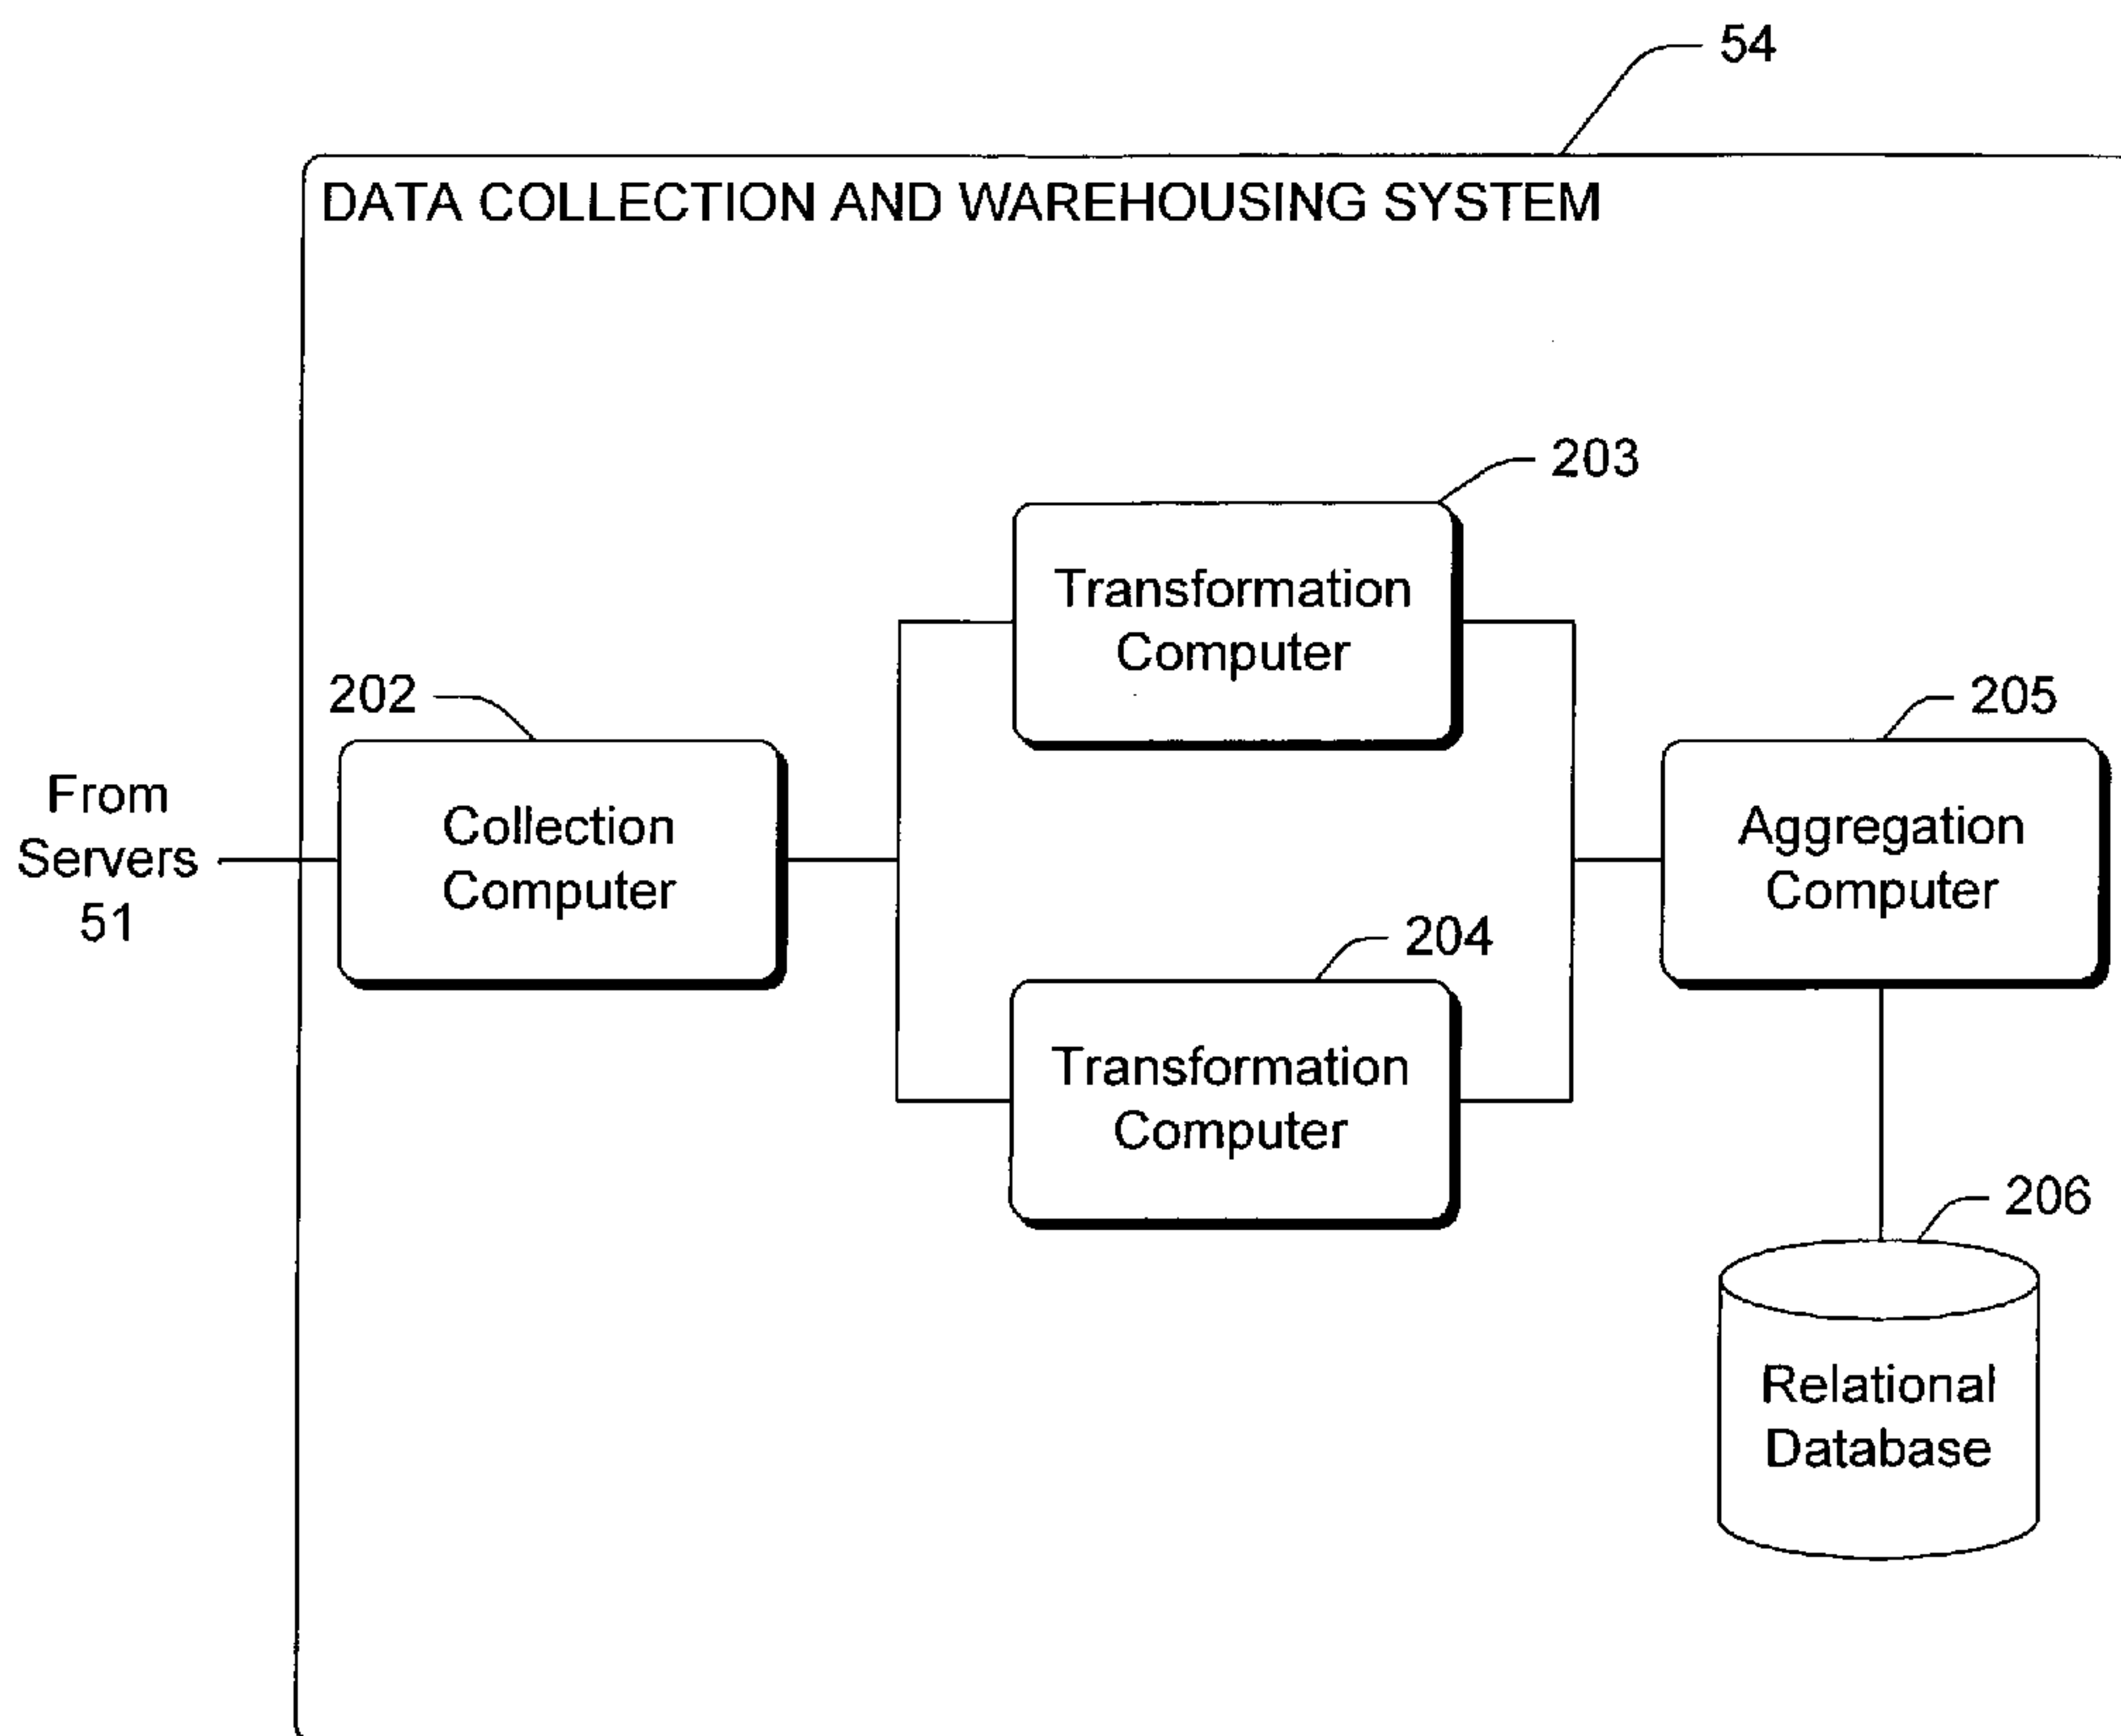 54
DATA COLLECTION AND WAREHOUSING SYSTEM
203
Transformation
Computer
202
205
From
Servers
51
Collection
Computer
Aggregation
Computer
204
Transformation
Computer
206
Relational
Database